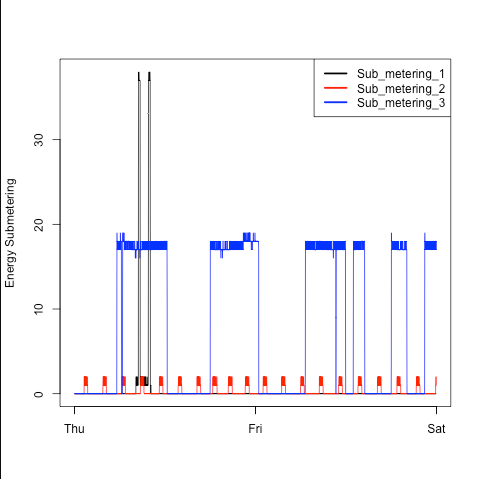 Sub_metering_1
Sub_metering_2
Sub_metering_3
Energy Submetering
30
20
10
0
Thu Fri Sat